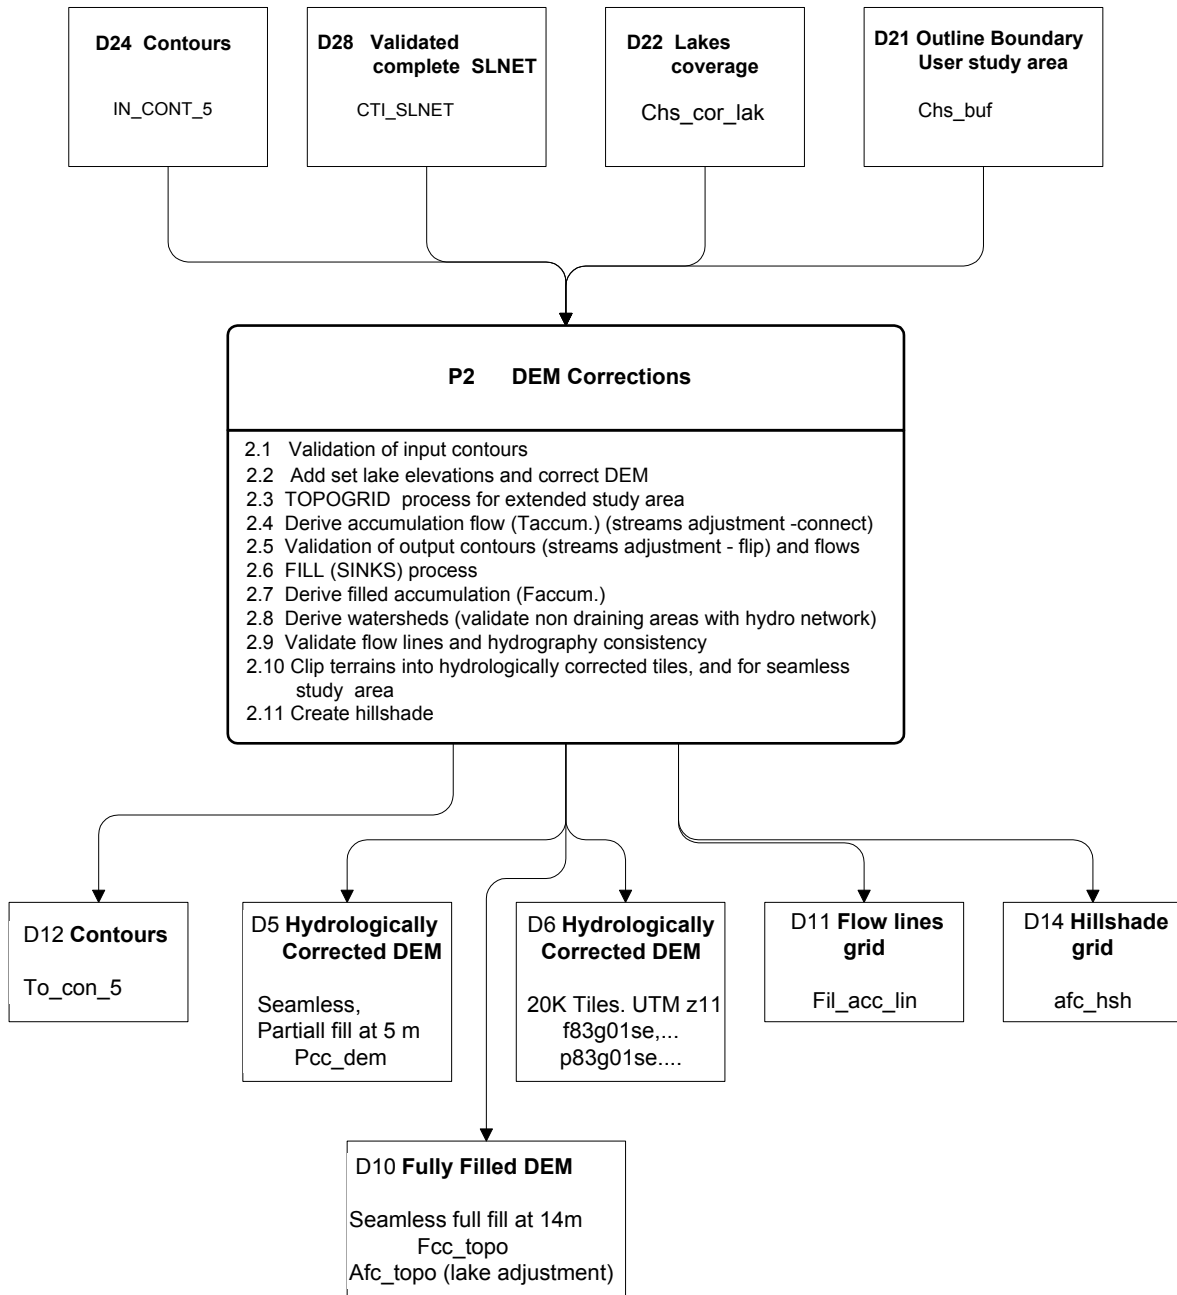 D24 Contours
IN_CONT_5
D28 Validated
complete SLNET
CTI_SLNET
D22 Lakes
coverage
Chs_cor_lak
D21 Outline Boundary
User study area
Chs_buf
P2 DEM Corrections
2.1 Validation of input contours
2.2 Add set lake elevations and correct DEM
2.3 TOPOGRID process for extended study area
2.4 Derive accumulation flow (Taccum.) (streams adjustment -connect)
2.5 Validation of output contours (streams adjustment - flip) and flows
2.6 FILL (SINKS) process
2.7 Derive filled accumulation (Faccum.)
2.8 Derive watersheds (validate non draining areas with hydro network)
2.9 Validate flow lines and hydrography consistency
2.10 Clip terrains into hydrologically corrected tiles, and for seamless
study area
2.11 Create hillshade
D12 Contours
To_con_5
D5 Hydrologically
Corrected DEM
Seamless,
Partiall fill at 5 m
Pcc_dem
D6 Hydrologically
Corrected DEM
20K Tiles. UTM z11
f83g01se,...
p83g01se....
D11 Flow lines
grid
Fil_acc_lin
D14 Hillshade
grid
afc_hsh
D10 Fully Filled DEM
Seamless full fill at 14m
Fcc_topo
Afc_topo (lake adjustment)